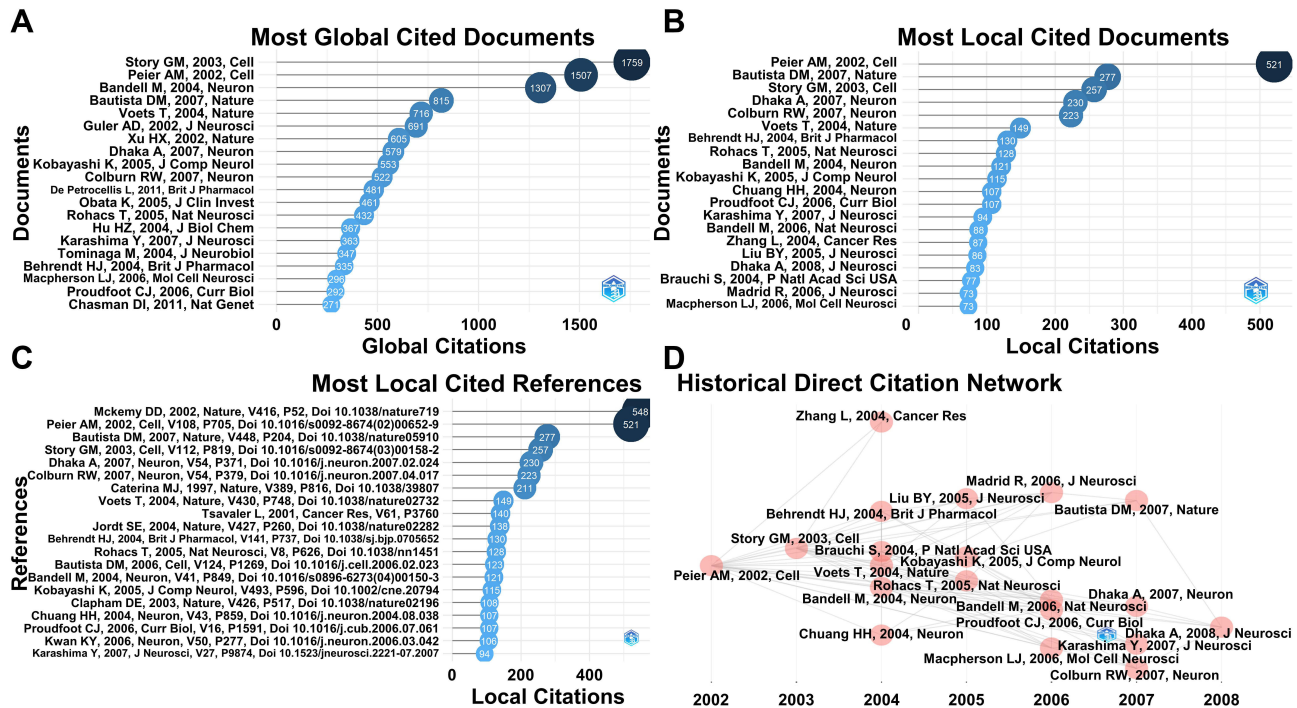 A
Most Global Cited Documents
Documents
Story GM, 2003, Cell 1759
Peier AM, 2002, Cell 1507
Bandell M, 2004, Neuron 1307
Bautista DM, 2007, Nature 815
Voets T, 2004, Nature 716
Guler AD, 2002, J Neurosci 691
Xu HX, 2002, Nature 605
Dhaka A, 2007, Neuron 579
Kobayashi K, 2005, J Comp Neurol 553
Colburn RW, 2007, Neuron 522
De Petrocellis L, 2011, Brit J Pharmacol 481
Obata K, 2005, J Clin Invest 461
Rohacs T, 2005, Nat Neurosci 432
Hu HZ, 2004, J Biol Chem 367
Karashima Y, 2007, J Neurosci 363
Tominaga M, 2004, J Neurobiol 347
Behrendt HJ, 2004, Brit J Pharmacol 335
Macpherson LJ, 2006, Mol Cell Neurosci 296
Proudfoot CJ, 2006, Curr Biol 292
Chasman DI, 2011, Nat Genet 271
0 500 1000 1500
Global Citations
B
Most Local Cited Documents
Documents
Peier AM, 2002, Cell 521
Bautista DM, 2007, Nature 277
Story GM, 2003, Cell 257
Dhaka A, 2007, Neuron 230
Colburn RW, 2007, Neuron 223
Voets T, 2004, Nature 149
Behrendt HJ, 2004, Brit J Pharmacol 130
Rohacs T, 2005, Nat Neurosci 128
Bandell M, 2004, Neuron 121
Kobayashi K, 2005, J Comp Neurol 115
Chuang HH, 2004, Neuron 107
Proudfoot CJ, 2006, Curr Biol 107
Karashima Y, 2007, J Neurosci 94
Bandell M, 2006, Nat Neurosci 88
Zhang L, 2004, Cancer Res 87
Liu BY, 2005, J Neurosci 86
Dhaka A, 2008, J Neurosci 83
Brauchi S, 2004, P Natl Acad Sci USA 77
Madrid R, 2006, J Neurosci 73
Macpherson LJ, 2006, Mol Cell Neurosci 73
0 100 200 300 400 500
Local Citations
C
Most Local Cited References
References
Mckemy DD, 2002, Nature, V416, P52, Doi 10.1038/nature719 548
Peier AM, 2002, Cell, V108, P705, Doi 10.1016/s0092-8674(02)00652-9 521
Bautista DM, 2007, Nature, V448, P204, Doi 10.1038/nature05910 277
Story GM, 2003, Cell, V112, P819, Doi 10.1016/s0092-8674(03)00158-2 257
Dhaka A, 2007, Neuron, V54, P371, Doi 10.1016/j.neuron.2007.02.024 230
Colburn RW, 2007, Neuron, V54, P379, Doi 10.1016/j.neuron.2007.04.017 223
Caterina MJ, 1997, Nature, V389, P816, Doi 10.1038/39807 211
Voets T, 2004, Nature, V430, P748, Doi 10.1038/nature02732 149
Tsavaler L, 2001, Cancer Res, V61, P3760 140
Jordt SE, 2004, Nature, V427, P260, Doi 10.1038/nature02282 138
Behrendt HJ, 2004, Brit J Pharmacol, V141, P737, Doi 10.1038/sj.bjp.0705652 130
Rohacs T, 2005, Nat Neurosci, V8, P626, Doi 10.1038/nn1451 128
Bautista DM, 2006, Cell, V124, P1269, Doi 10.1016/j.cell.2006.02.023 123
Bandell M, 2004, Neuron, V41, P849, Doi 10.1016/s0896-6273(04)00150-3 121
Kobayashi K, 2005, J Comp Neurol, V493, P596, Doi 10.1002/cne.20794 115
Clapham DE, 2003, Nature, V426, P517, Doi 10.1038/nature02196 108
Chuang HH, 2004, Neuron, V43, P859, Doi 10.1016/j.neuron.2004.08.038 107
Proudfoot CJ, 2006, Curr Biol, V16, P1591, Doi 10.1016/j.cub.2006.07.061 107
Kwan KY, 2006, Neuron, V50, P277, Doi 10.1016/j.neuron.2006.03.042 106
Karashima Y, 2007, J Neurosci, V27, P9874, Doi 10.1523/jneurosci.2221-07.2007 94
0 200 400
Local Citations
D
Historical Direct Citation Network
Zhang L, 2004, Cancer Res
Madrid R, 2006, J Neurosci
Liu BY, 2005, J Neurosci
Bautista DM, 2007, Nature
Behrendt HJ, 2004, Brit J Pharmacol
Story GM, 2003, Cell
Brauchi S, 2004, P Natl Acad Sci USA
Kobayashi K, 2005, J Comp Neurol
Peier AM, 2002, Cell
Voets T, 2004, Nature
Rohacs T, 2005, Nat Neurosci
Bandell M, 2004, Neuron
Dhaka A, 2007, Neuron
Bandell M, 2006, Nat Neurosci
Proudfoot CJ, 2006, Curr Biol
Chuang HH, 2004, Neuron
Dhaka A, 2008, J Neurosci
Karashima Y, 2007, J Neurosci
Macpherson LJ, 2006, Mol Cell Neurosci
Colburn RW, 2007, Neuron
2002 2003 2004 2005 2006 2007 2008